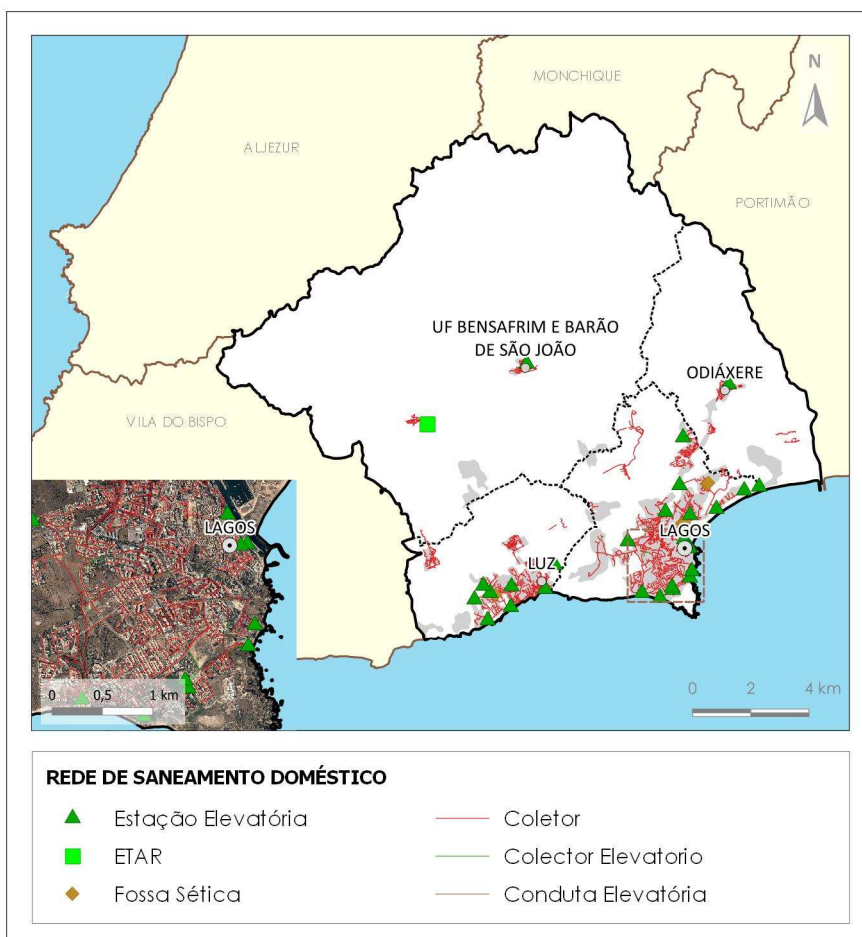 N
MONCHIQUE
ALJEZUR
PORTIMÃO
UF BENSAFRIM E BARÃO
DE SÃO JOÃO
ODIÁXERE
VILA DO BISPO
LAGOS
LAGOS
LUZ
0 0,5 1 km
0 2 4 km
REDE DE SANEAMENTO DOMÉSTICO
Estação Elevatória
Coletor
ETAR
Colector Elevatorio
Fossa Sética
Conduta Elevatória